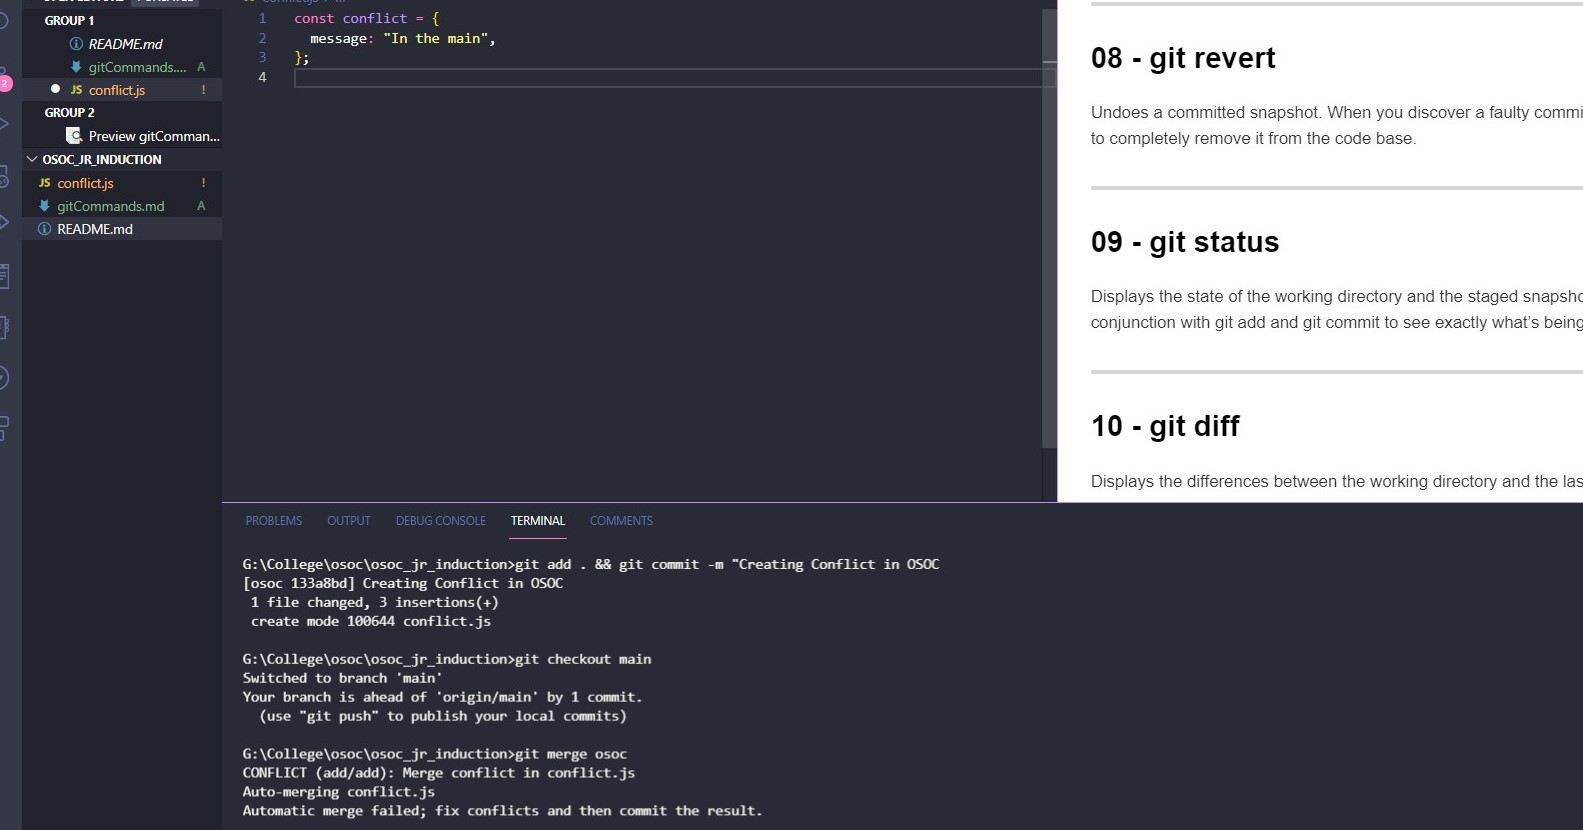 GROUP 1
README.md
gitCommands.... A
JS conflict.js !
GROUP 2
Preview gitComman...
OSOC_JR_INDUCTION
JS conflict.js !
gitCommands.md A
README.md
2
1 const conflict = {
2 message: "In the main",
3 };
4
08 - git revert
Undoes a committed snapshot. When you discover a faulty commi
to completely remove it from the code base.
09 - git status
Displays the state of the working directory and the staged snapsho
conjunction with git add and git commit to see exactly what's being
10 - git diff
Displays the differences between the working directory and the las
PROBLEMS OUTPUT DEBUG CONSOLE TERMINAL COMMENTS
G:\College\osoc\osoc_jr_induction>git add . && git commit -m "Creating Conflict in OSOC
[osoc 133a8bd] Creating Conflict in OSOC
1 file changed, 3 insertions(+)
create mode 100644 conflict.js
G:\College\osoc\osoc_jr_induction>git checkout main
Switched to branch 'main'
Your branch is ahead of 'origin/main' by 1 commit.
(use "git push" to publish your local commits)
G:\College\osoc\osoc_jr_induction>git merge osoc
CONFLICT (add/add): Merge conflict in conflict.js
Auto-merging conflict.js
Automatic merge failed; fix conflicts and then commit the result.